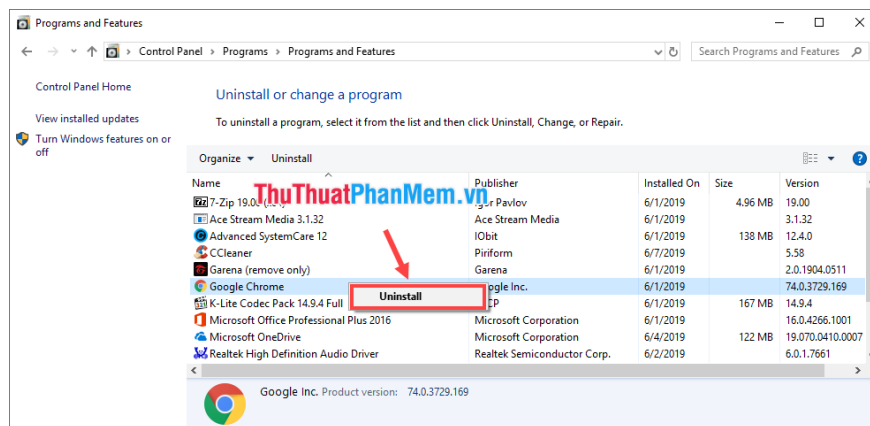 Programs and Features
Control Panel > Programs > Programs and Features
Search Programs and Features
Control Panel Home
View installed updates
Turn Windows features on or
off
Uninstall or change a program
To uninstall a program, select it from the list and then click Uninstall, Change, or Repair.
Organize Uninstall
Name Publisher Installed On Size Version
ThuThuatPhanMem.vn
7-Zip 19.00 Pavlov 6/1/2019 4.96 MB 19.00
Ace Stream Media 3.1.32 Ace Stream Media 6/1/2019 3.1.32
Advanced SystemCare 12 IObit 6/1/2019 138 MB 12.4.0
CCleaner Piriform 6/7/2019 5.58
Garena (remove only) Garena 6/1/2019 2.0.1904.0511
Google Chrome Inc. 6/1/2019 74.0.3729.169
Uninstall
K-Lite Codec Pack 14.9.4 Full 6/1/2019 167 MB 14.9.4
Microsoft Office Professional Plus 2016 Microsoft Corporation 6/1/2019 16.0.4266.1001
Microsoft OneDrive Microsoft Corporation 6/4/2019 122 MB 19.070.0410.0007
Realtek High Definition Audio Driver Realtek Semiconductor Corp. 6/2/2019 6.0.1.7661
Google Inc. Product version: 74.0.3729.169